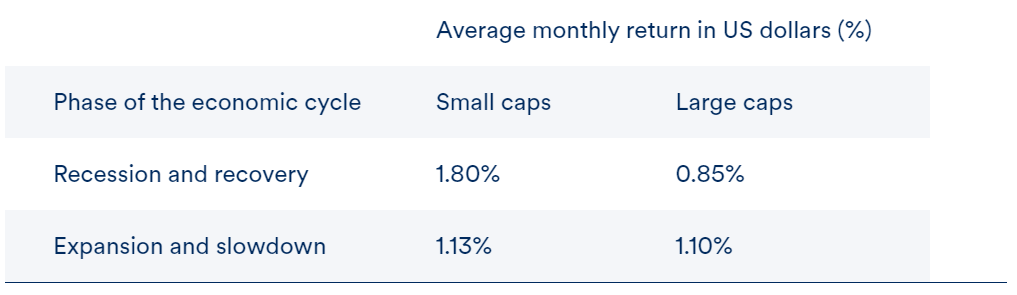 Average monthly return in US dollars (%)
Phase of the economic cycle Small caps Large caps
Recession and recovery 1.80% 0.85%
Expansion and slowdown 1.13% 1.10%